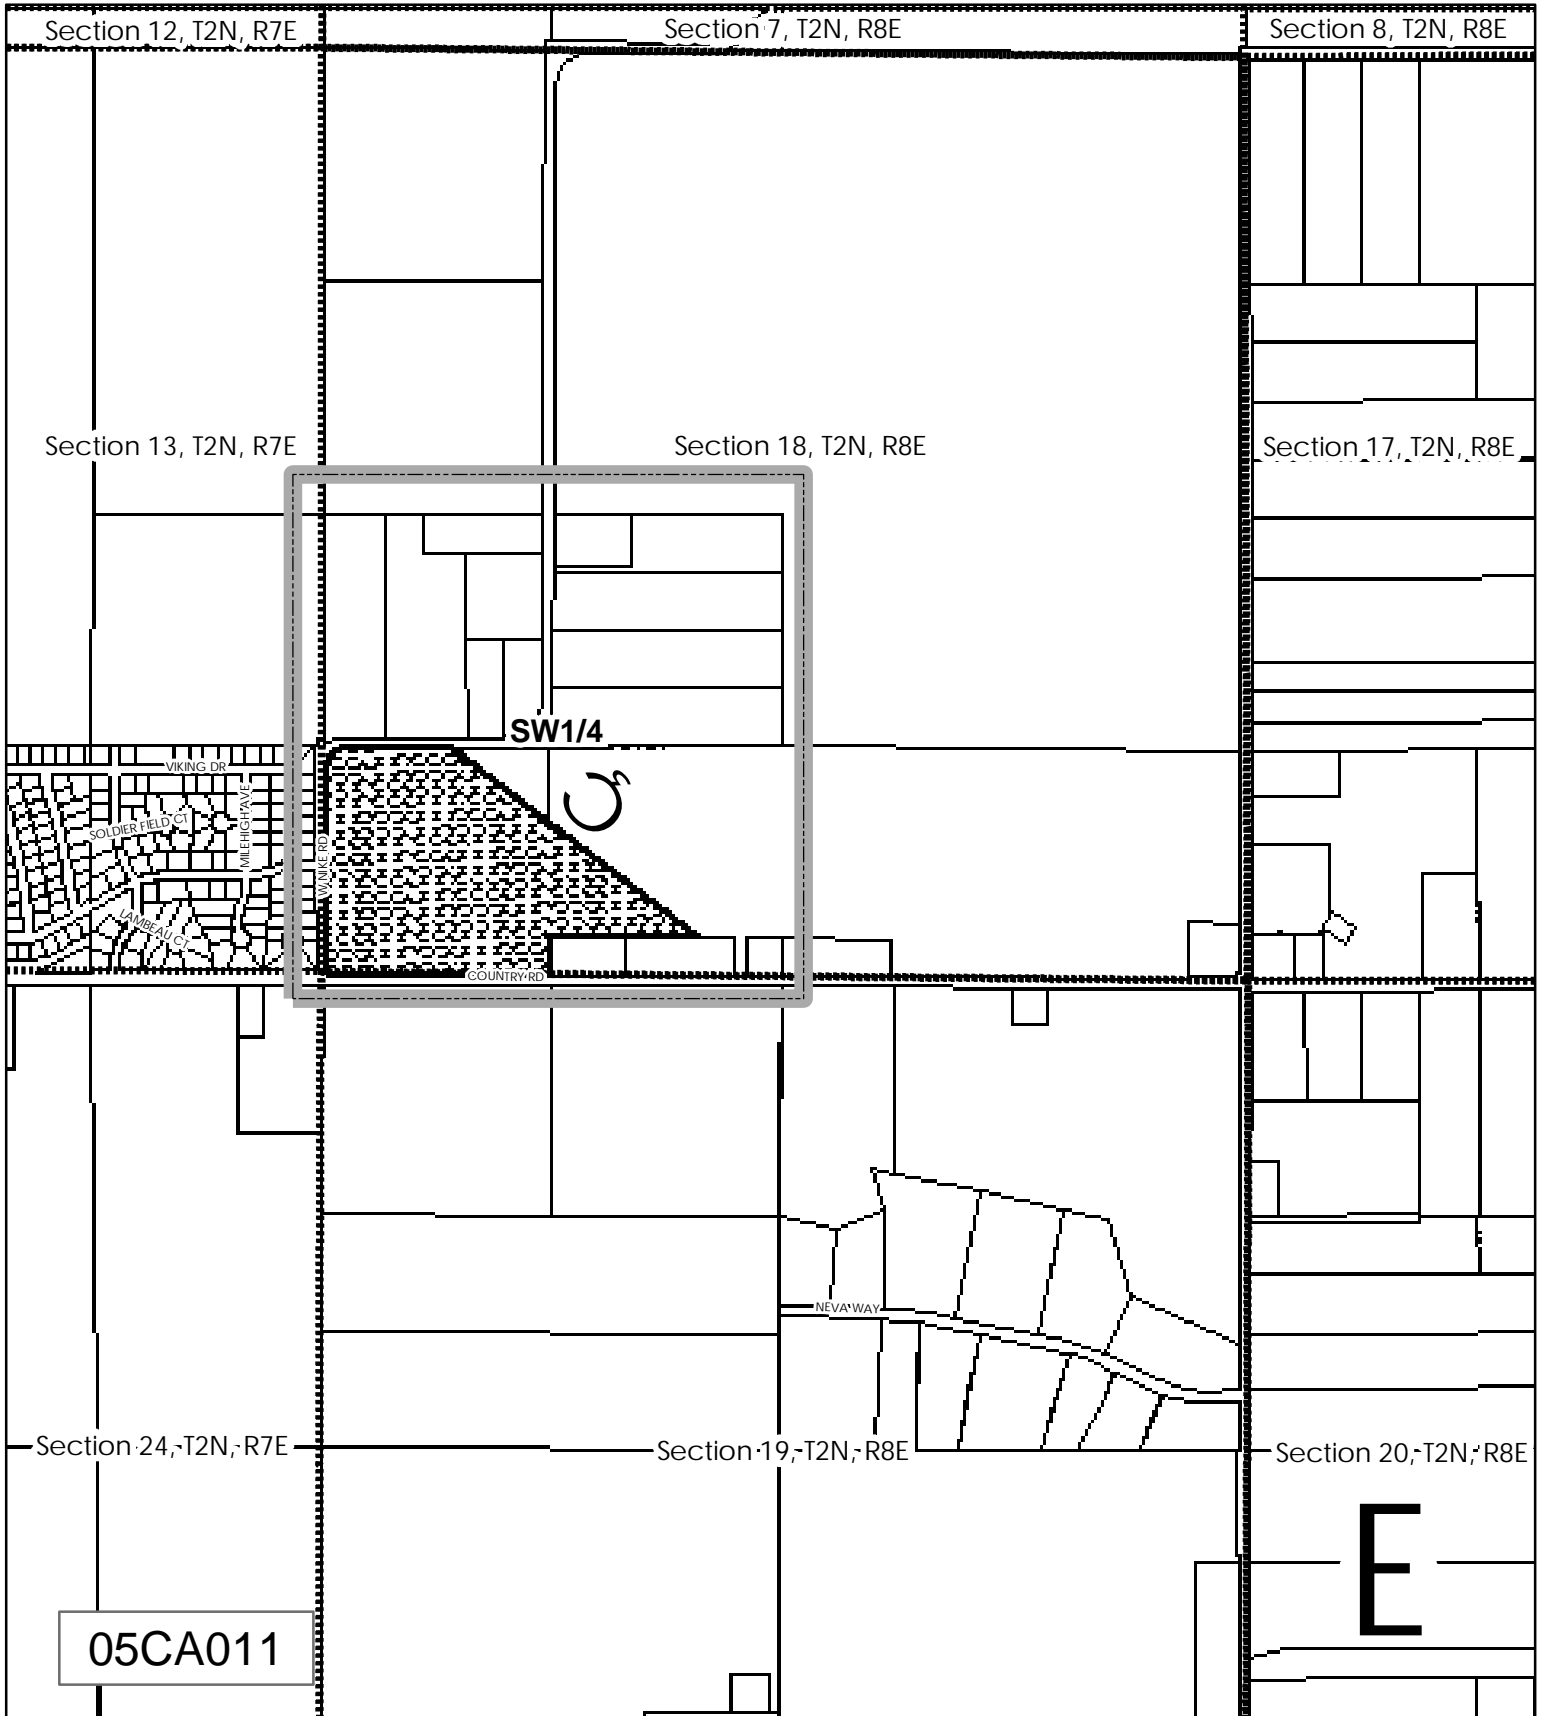 Section 12, T2N, R7E
Section 7, T2N, R8E
Section 8, T2N, R8E
Section 13, T2N, R7E
Section 18, T2N, R8E
Section 17, T2N, R8E
SW1/4
VIKING DR
SOLDIER FIELD CT
MILEHIGH AVE
LAMBEAU CT
W NIKE RD
COUNTRY RD
NEVA WAY
Section 24, T2N, R7E
Section 19, T2N, R8E
Section 20, T2N, R8E
E
05CA011